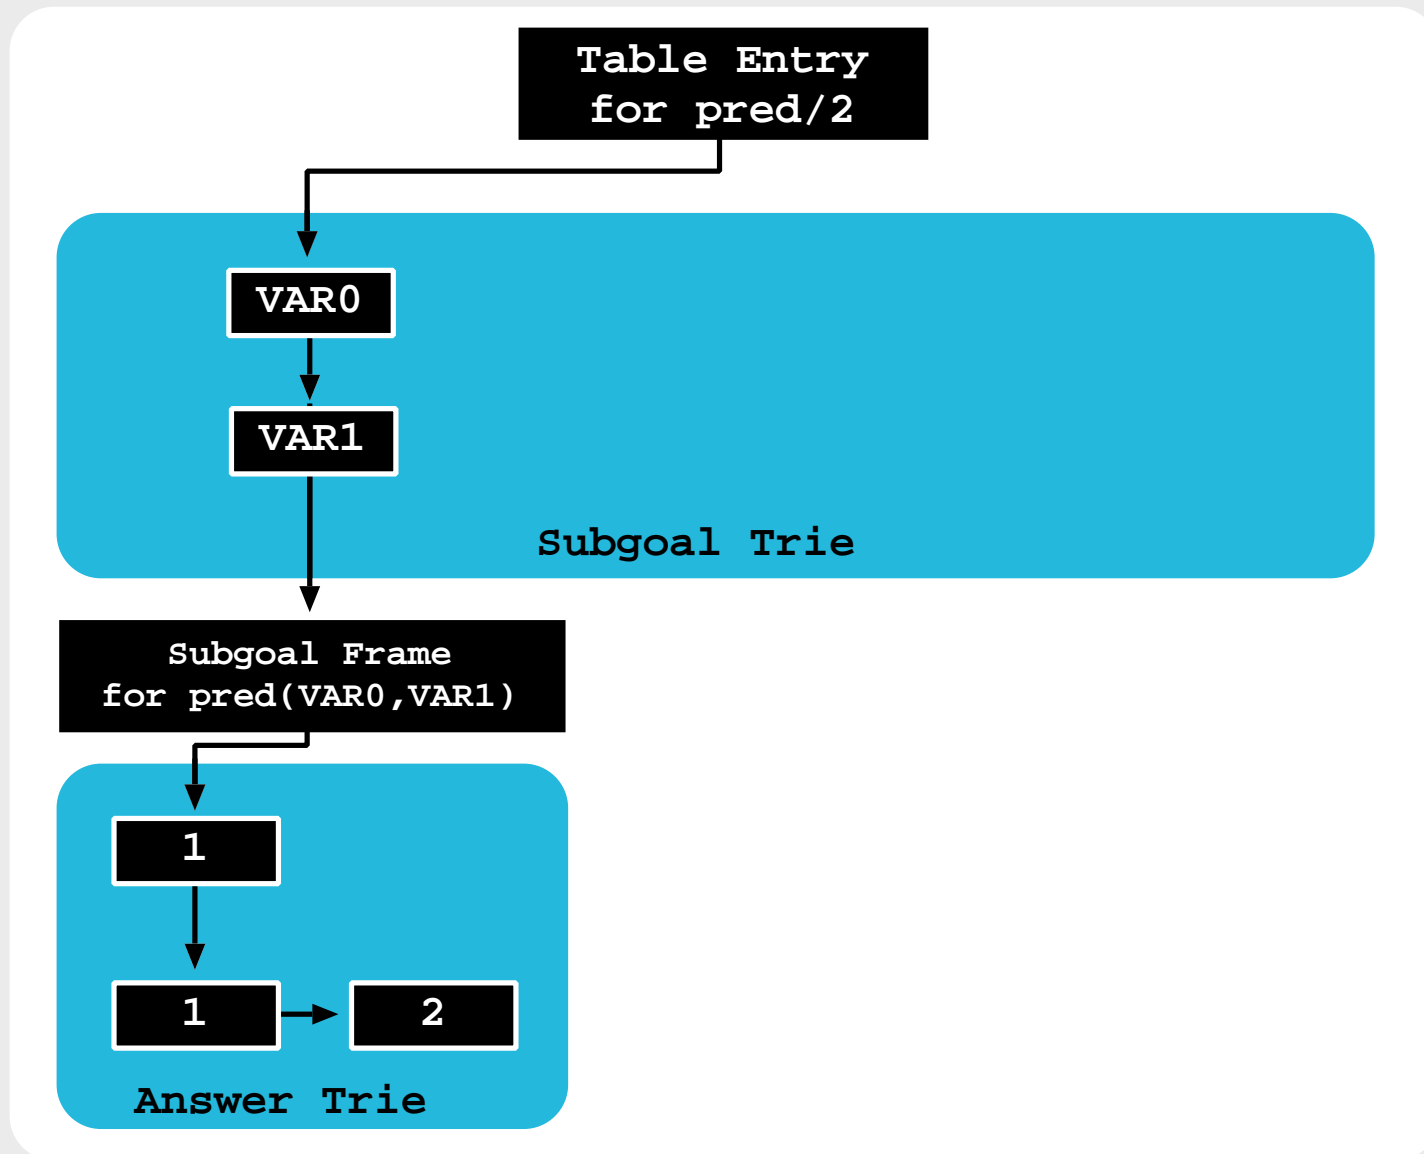 Table Entry
for pred/2
VAR0
VAR1
Subgoal Trie
Subgoal Frame
for pred(VAR0,VAR1)
1
1
2
Answer Trie